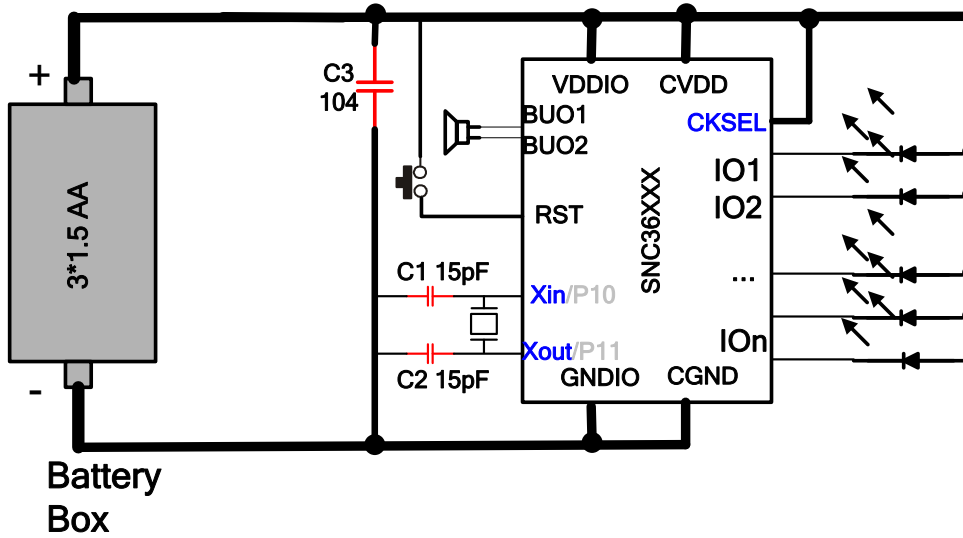 +
C3
104
VDDIO CVDD
BUO1
BUO2
CKSEL
IO1
IO2
RST
3*1.5 AA
SNC36XXX
C1 15pF
Xin/P10
...
C2 15pF
Xout/P11
IOn
GNDIO CGND
-
Battery
Box